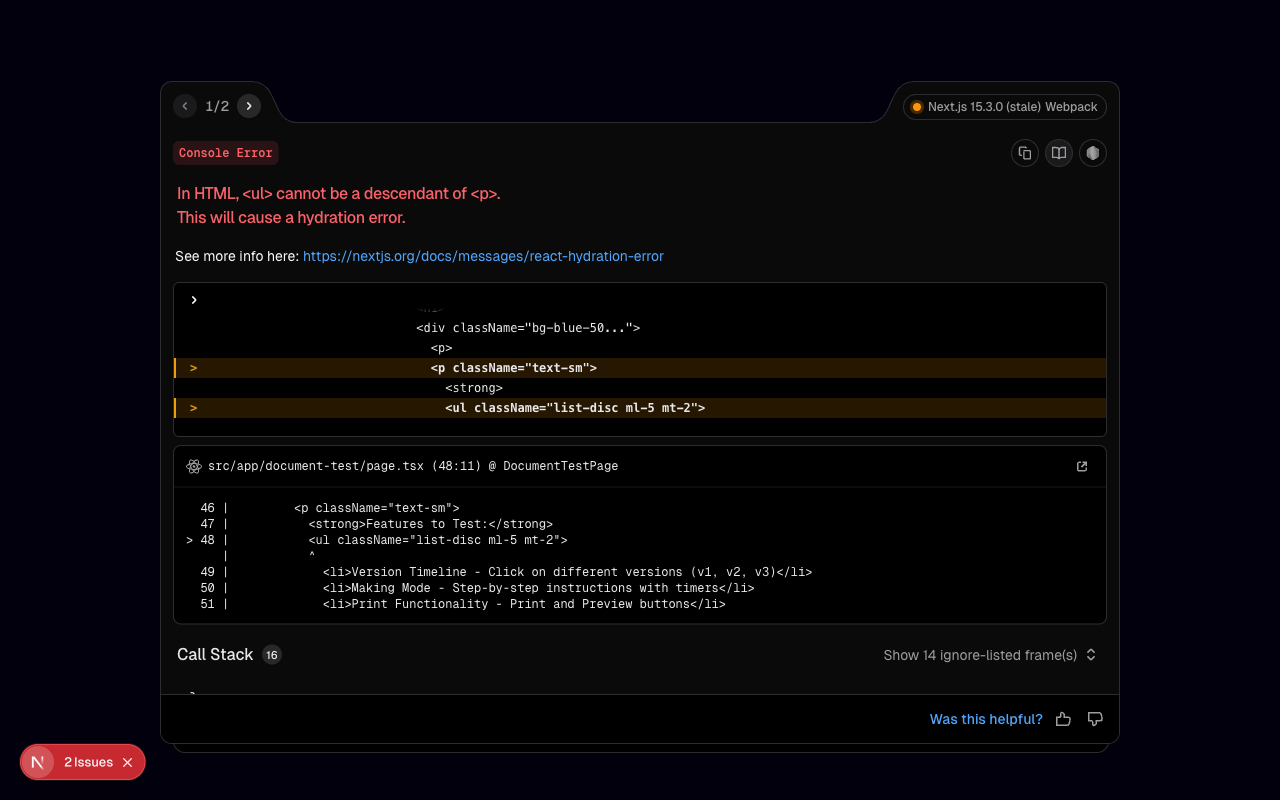 1/2
Next.js 15.3.0 (stale) Webpack
Console Error
In HTML, <ul> cannot be a descendant of <p>.
This will cause a hydration error.
See more info here: https://nextjs.org/docs/messages/react-hydration-error
<div className="bg-blue-50...">
<p>
> <p className="text-sm">
<strong>
> <ul className="list-disc ml-5 mt-2">
src/app/document-test/page.tsx (48:11) @ DocumentTestPage
46 | <p className="text-sm">
47 | <strong>Features to Test:</strong>
> 48 | <ul className="list-disc ml-5 mt-2">
| ^
49 | <li>Version Timeline - Click on different versions (v1, v2, v3)</li>
50 | <li>Making Mode - Step-by-step instructions with timers</li>
51 | <li>Print Functionality - Print and Preview buttons</li>
Call Stack 16
Show 14 ignore-listed frame(s)
Was this helpful?
N 2 Issues